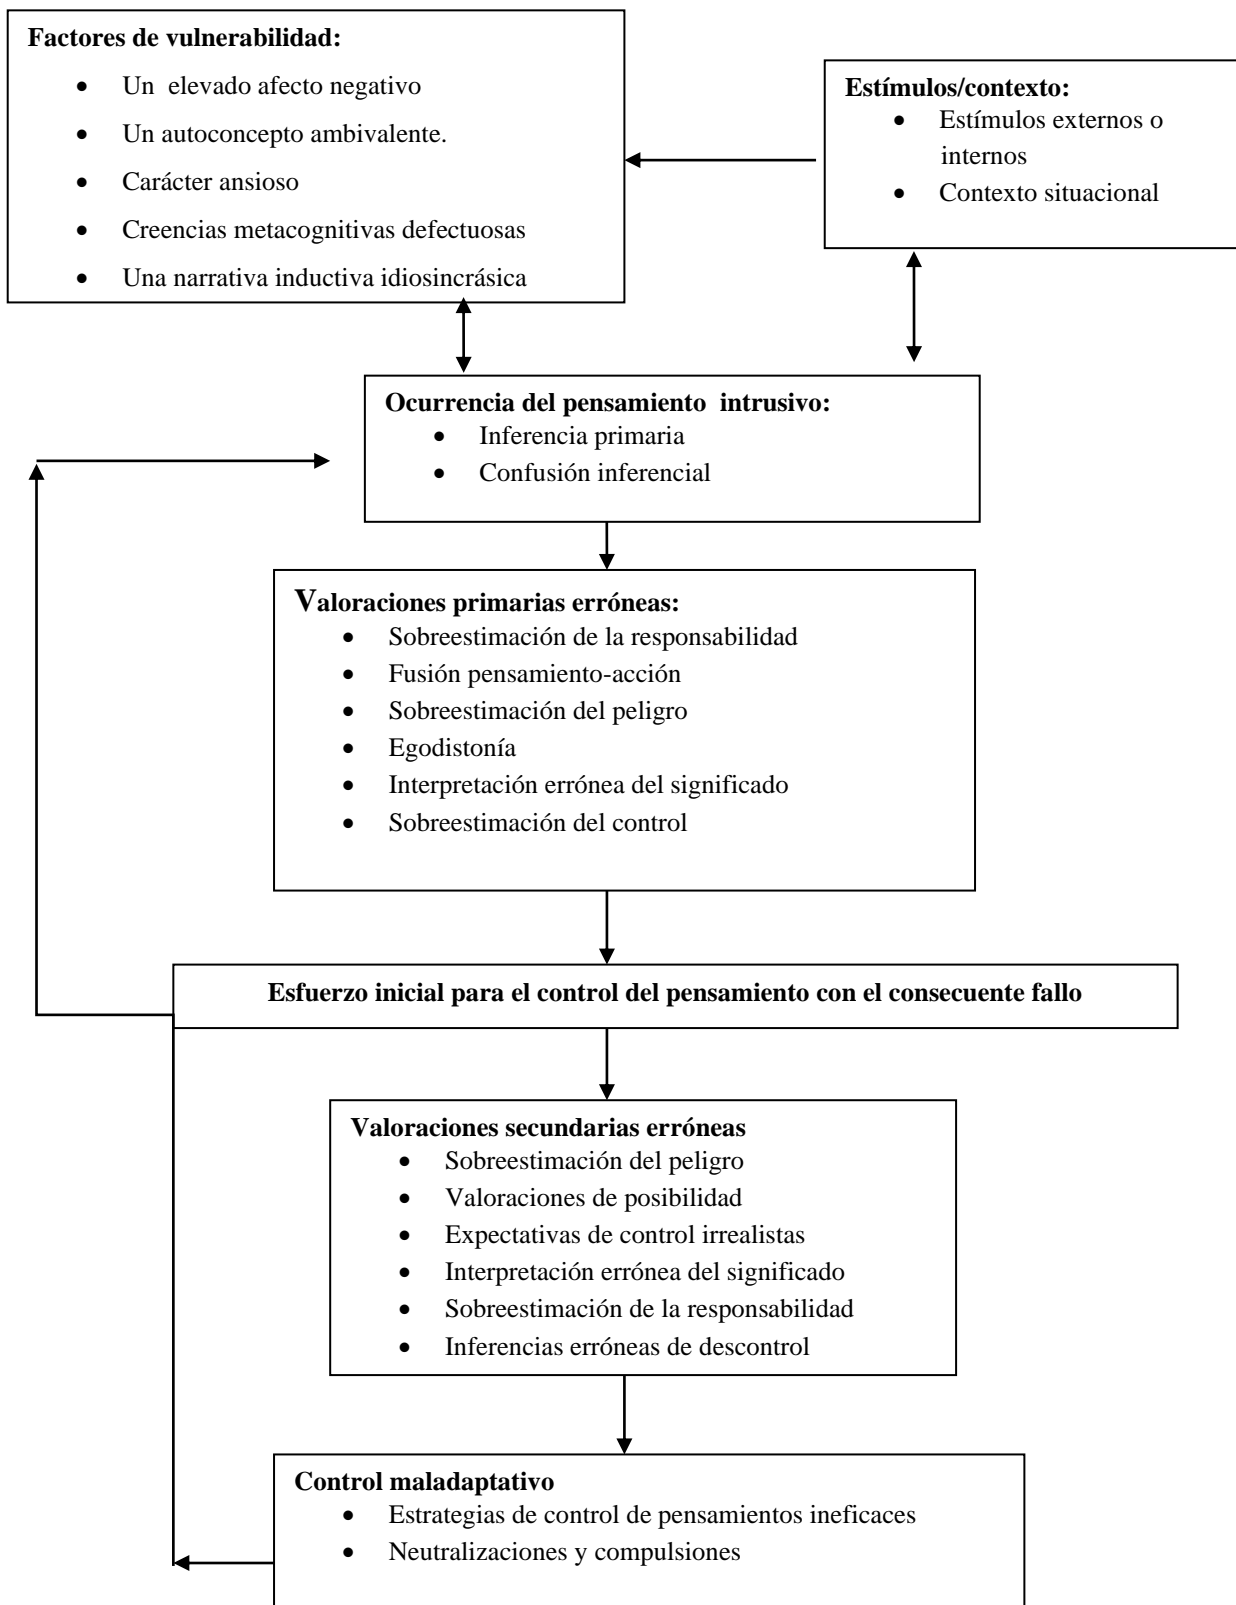 Factores de vulnerabilidad:
• Un elevado afecto negativo
• Un autoconcepto ambivalente.
• Carácter ansioso
• Creencias metacognitivas defectuosas
• Una narrativa inductiva idiosincrásica
Estímulos/contexto:
• Estímulos externos o
internos
• Contexto situacional
Ocurrencia del pensamiento intrusivo:
• Inferencia primaria
• Confusión inferencial
Valoraciones primarias erróneas:
• Sobreestimación de la responsabilidad
• Fusión pensamiento-acción
• Sobreestimación del peligro
• Egodistonía
• Interpretación errónea del significado
• Sobreestimación del control
Esfuerzo inicial para el control del pensamiento con el consecuente fallo
Valoraciones secundarias erróneas
• Sobreestimación del peligro
• Valoraciones de posibilidad
• Expectativas de control irrealistas
• Interpretación errónea del significado
• Sobreestimación de la responsabilidad
• Inferencias erróneas de descontrol
Control maladaptativo
• Estrategias de control de pensamientos ineficaces
• Neutralizaciones y compulsiones